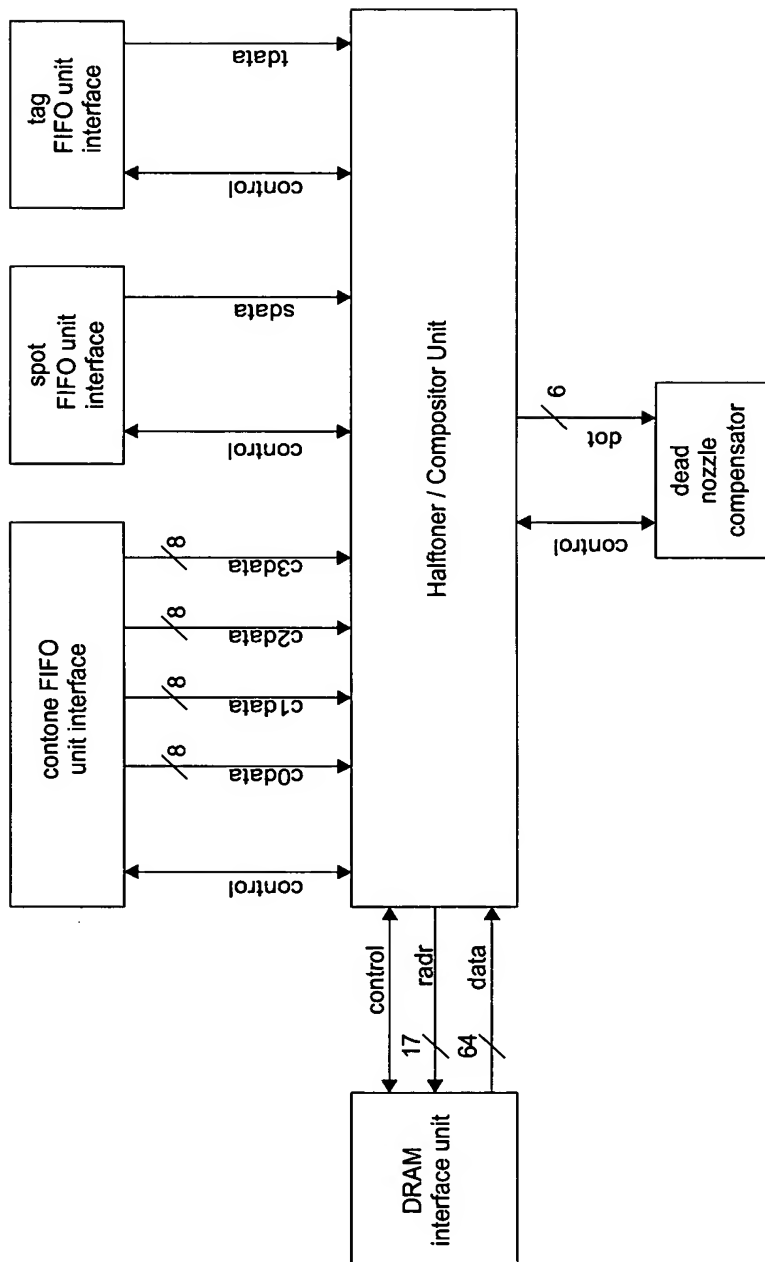 tag
FIFO unit
interface
tdata
control
spot
FIFO unit
interface
sdata
control
contone FIFO
unit interface
8
c3data
8
c2data
8
c1data
8
c0data
control
Halftoner / Compositor Unit
6
dot
control
dead
nozzle
compensator
control
radr
17
data
64
DRAM
interface unit